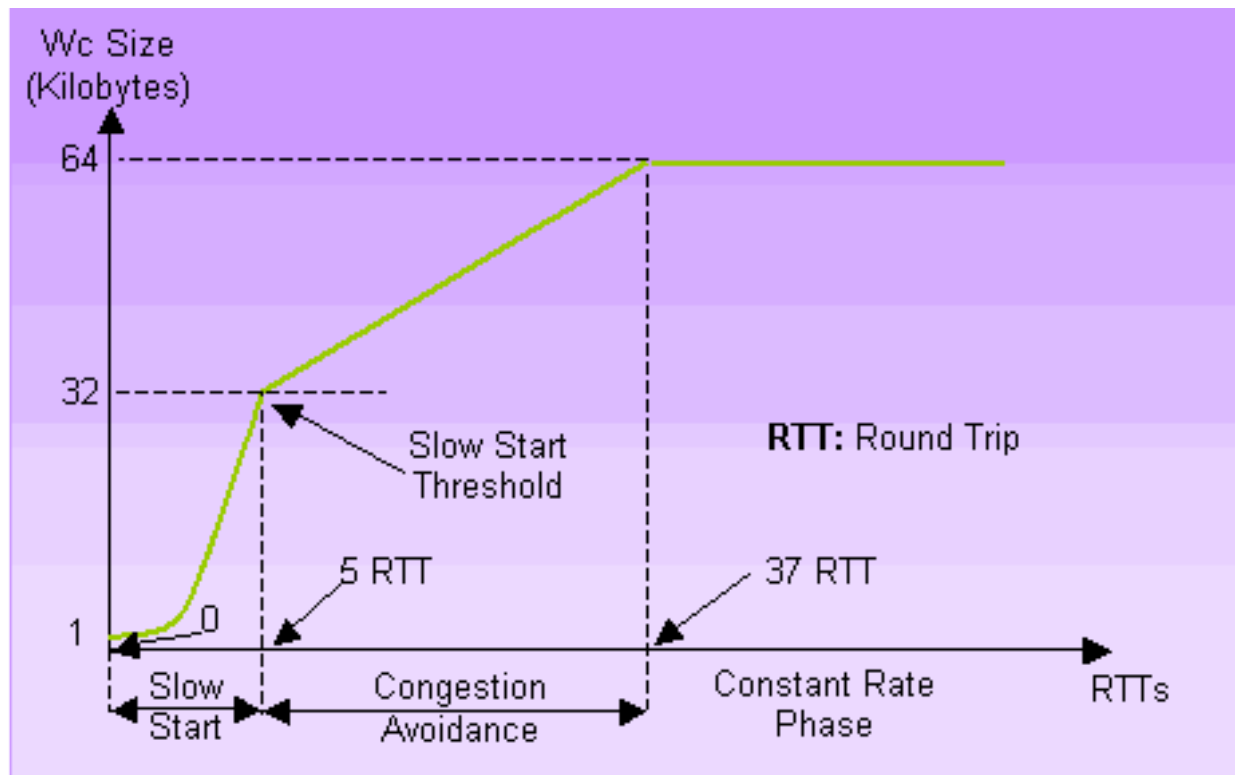 Wc Size
(Kilobytes)
64
32
Slow Start
Threshold
RTT: Round Trip
5 RTT
37 RTT
0
1
Slow
Start
Congestion
Avoidance
Constant Rate
Phase
RTTs